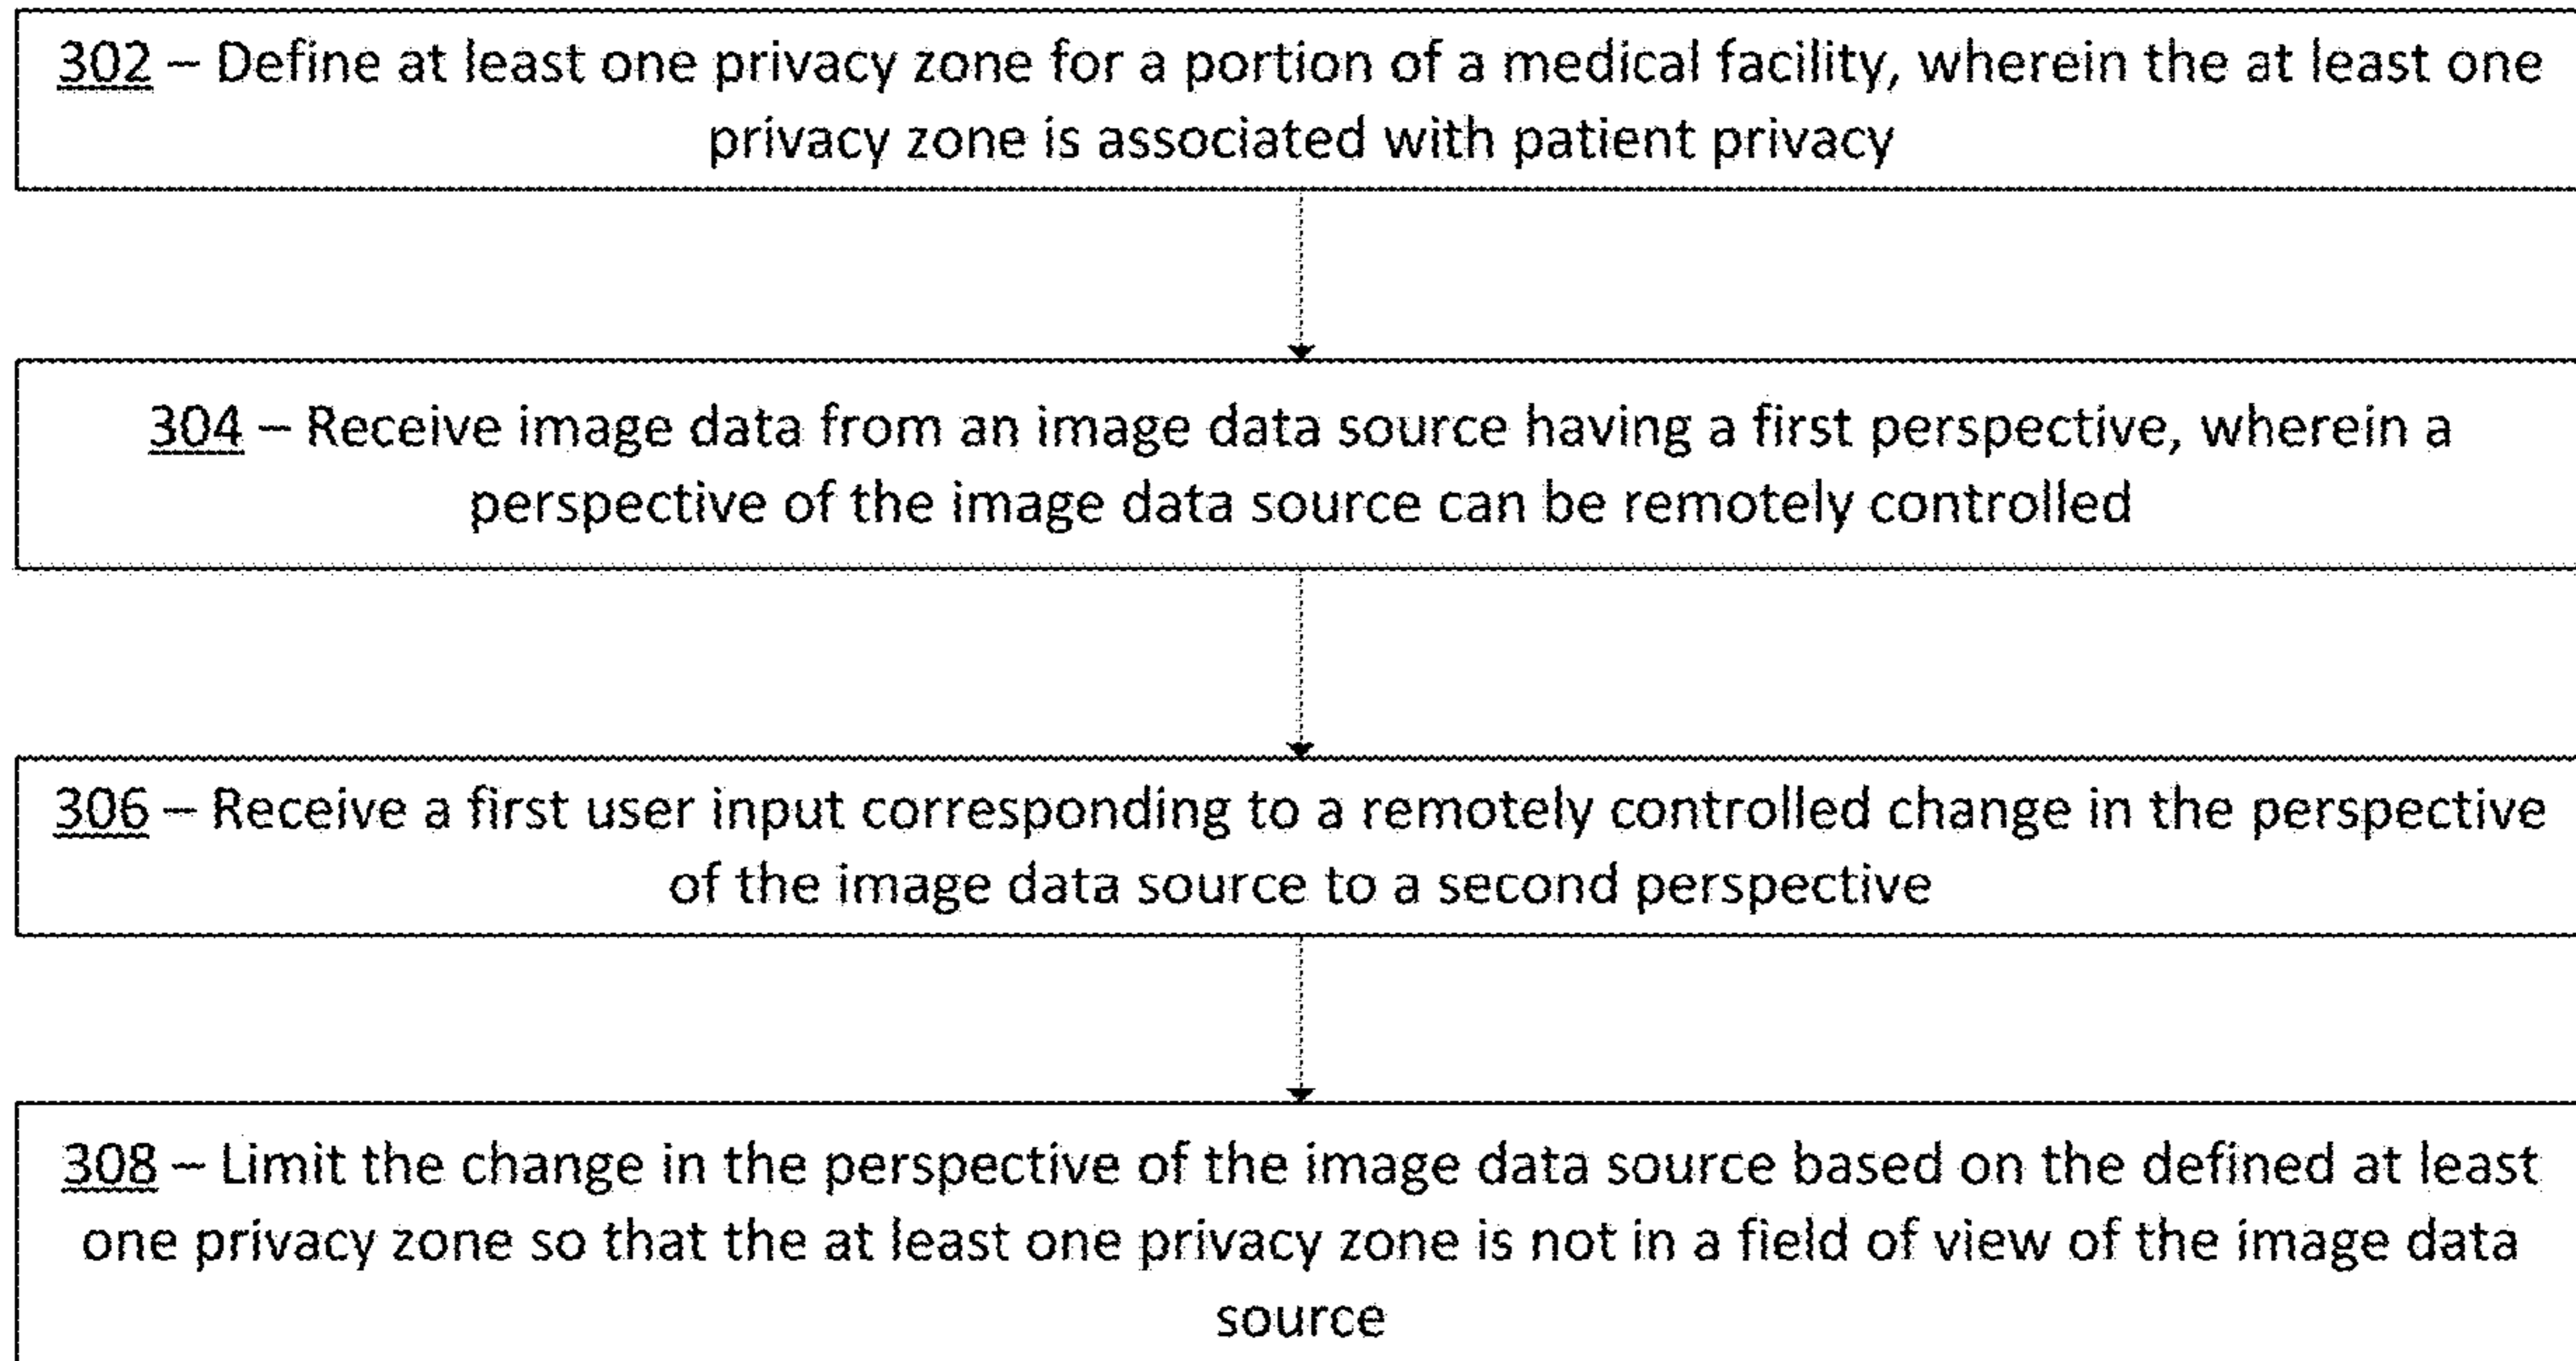 302 – Define at least one privacy zone for a portion of a medical facility, wherein the at least one
privacy zone is associated with patient privacy
304 – Receive image data from an image data source having a first perspective, wherein a
perspective of the image data source can be remotely controlled
306 – Receive a first user input corresponding to a remotely controlled change in the perspective
of the image data source to a second perspective
308 – Limit the change in the perspective of the image data source based on the defined at least
one privacy zone so that the at least one privacy zone is not in a field of view of the image data
source